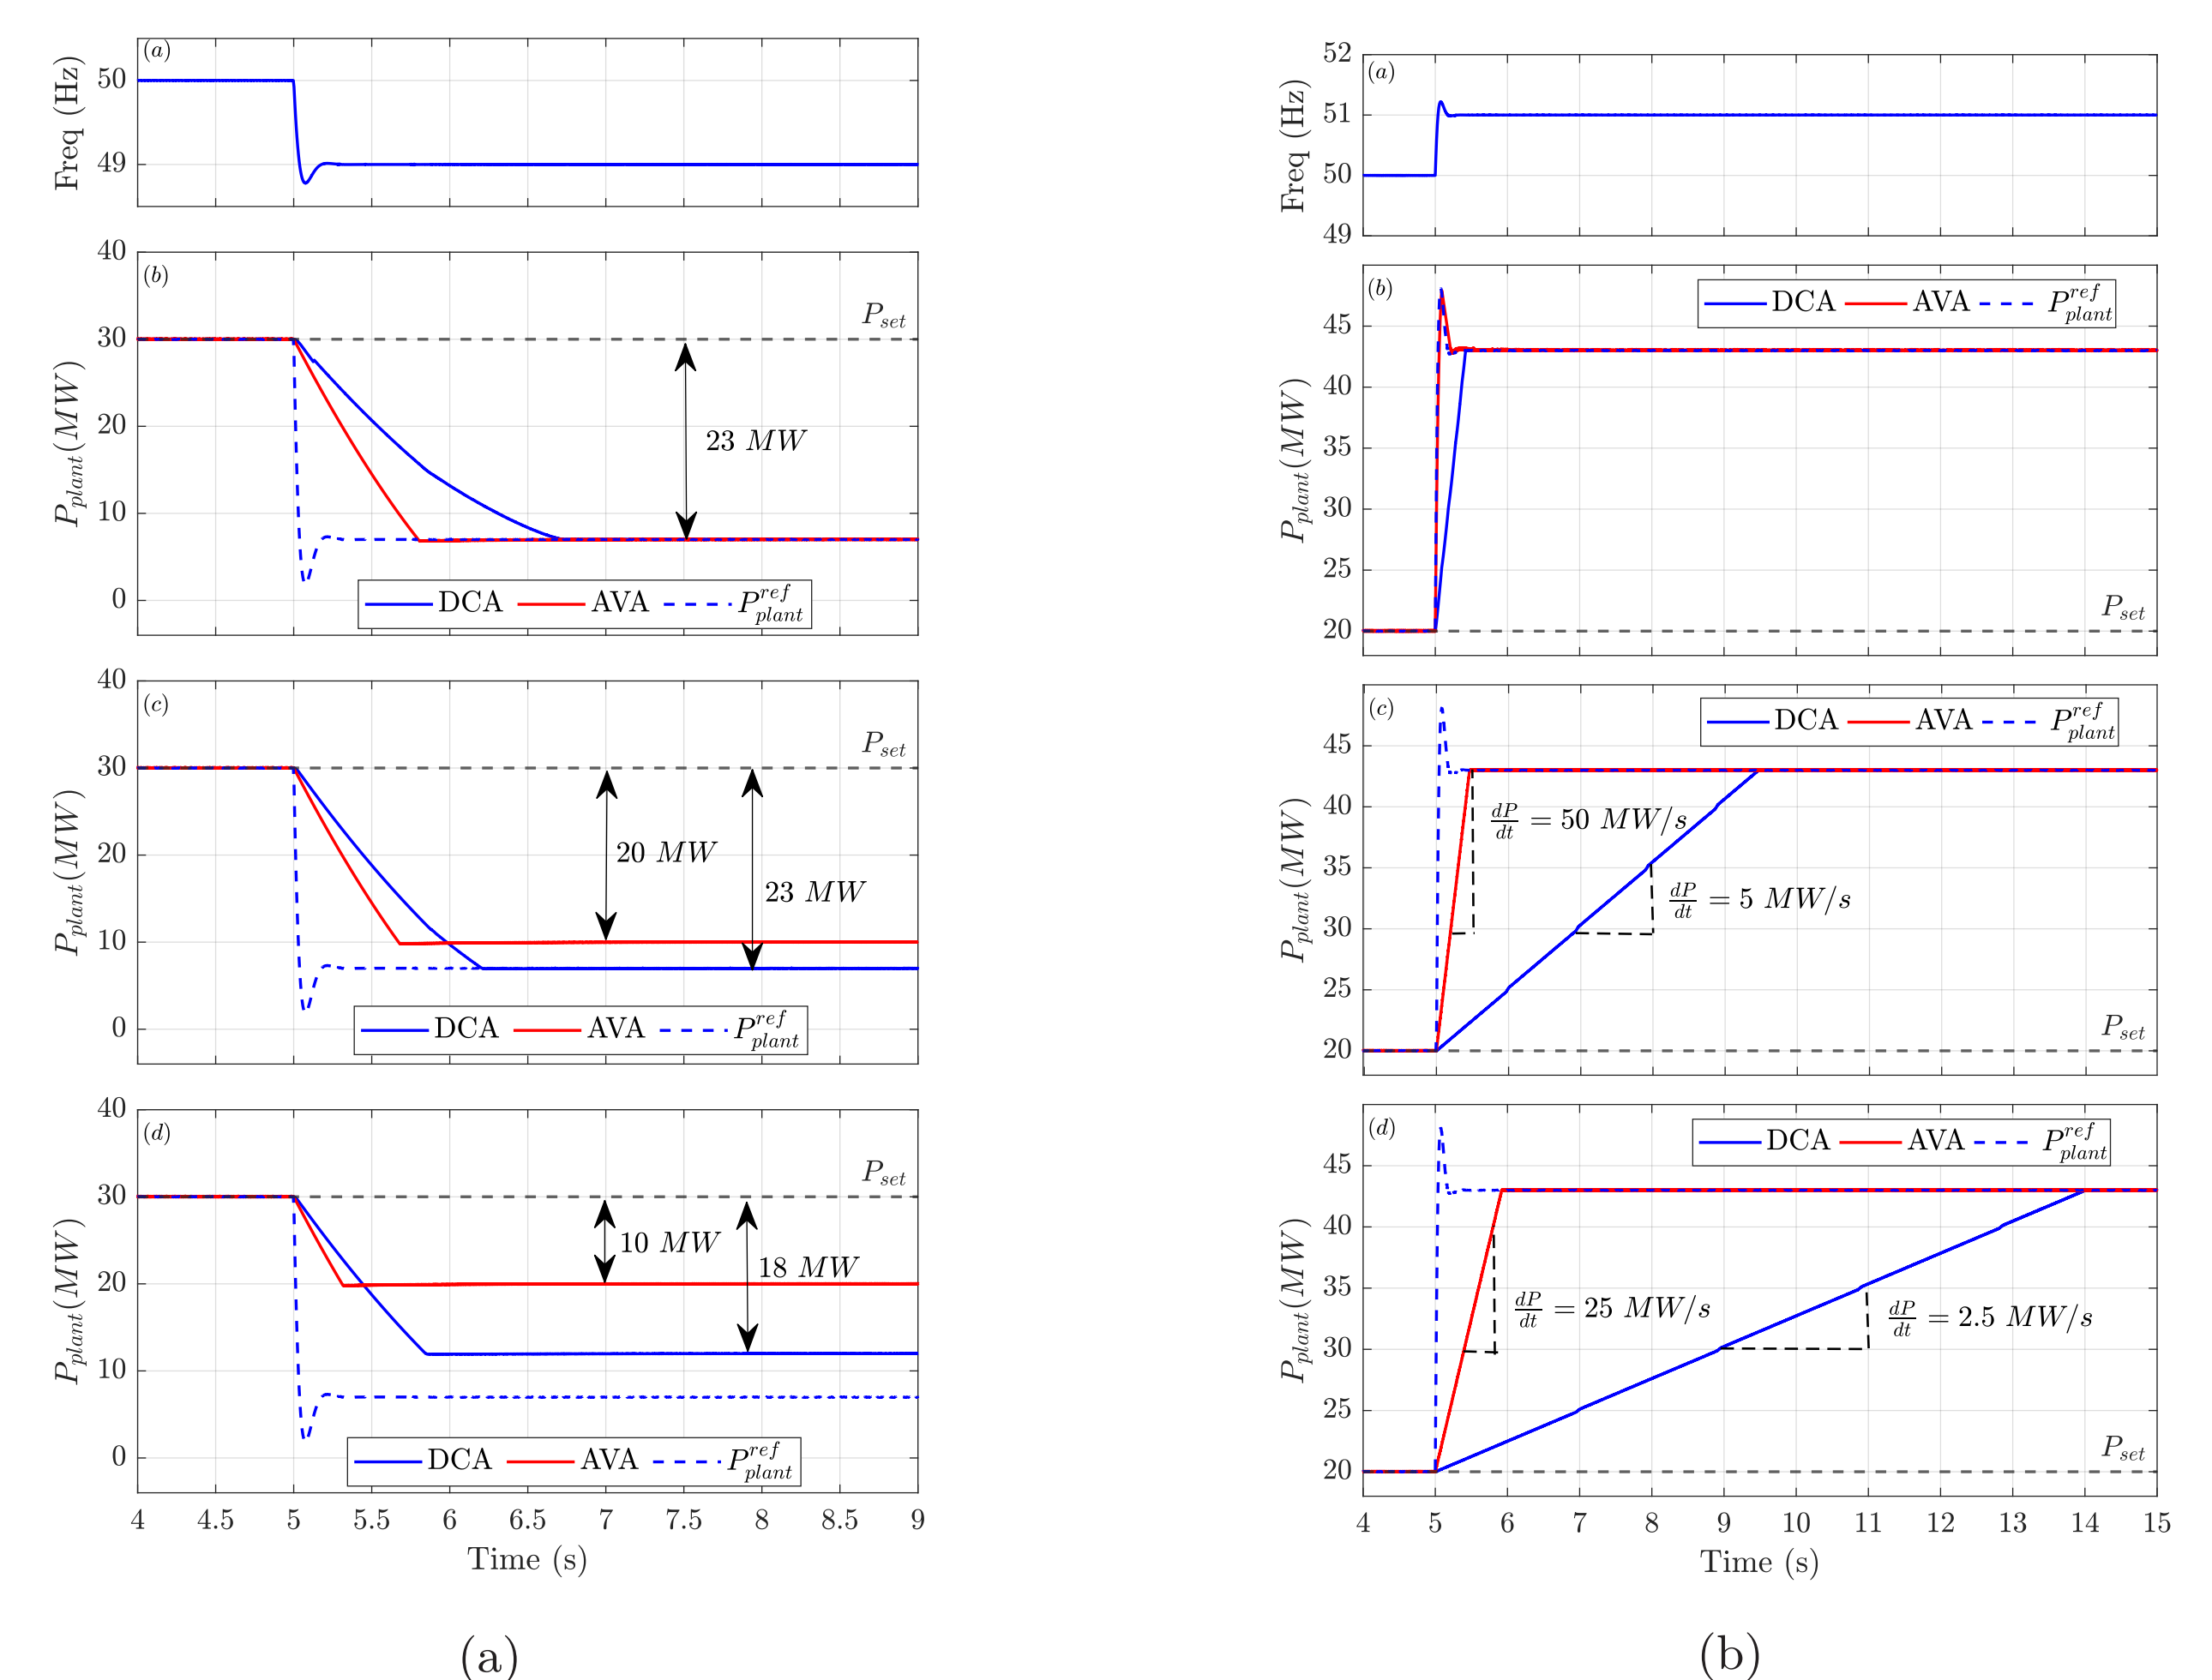 (a)
Freq (Hz)
50
49
(b)
P_plant(MW)
40
30
20
10
0
P_set
23 MW
DCA AVA P_plant^ref
(c)
P_plant(MW)
40
30
20
10
0
P_set
20 MW
23 MW
DCA AVA P_plant^ref
(d)
P_plant(MW)
40
30
20
10
0
P_set
10 MW
18 MW
DCA AVA P_plant^ref
4 4.5 5 5.5 6 6.5 7 7.5 8 8.5 9
Time (s)
(a)
(a)
Freq (Hz)
52
51
50
49
(b)
P_plant(MW)
45
40
35
30
25
20
DCA AVA P_plant^ref
P_set
(c)
P_plant(MW)
45
40
35
30
25
20
DCA AVA P_plant^ref
dP/dt = 50 MW/s
dP/dt = 5 MW/s
P_set
(d)
P_plant(MW)
45
40
35
30
25
20
DCA AVA P_plant^ref
dP/dt = 25 MW/s
dP/dt = 2.5 MW/s
P_set
4 5 6 7 8 9 10 11 12 13 14 15
Time (s)
(b)